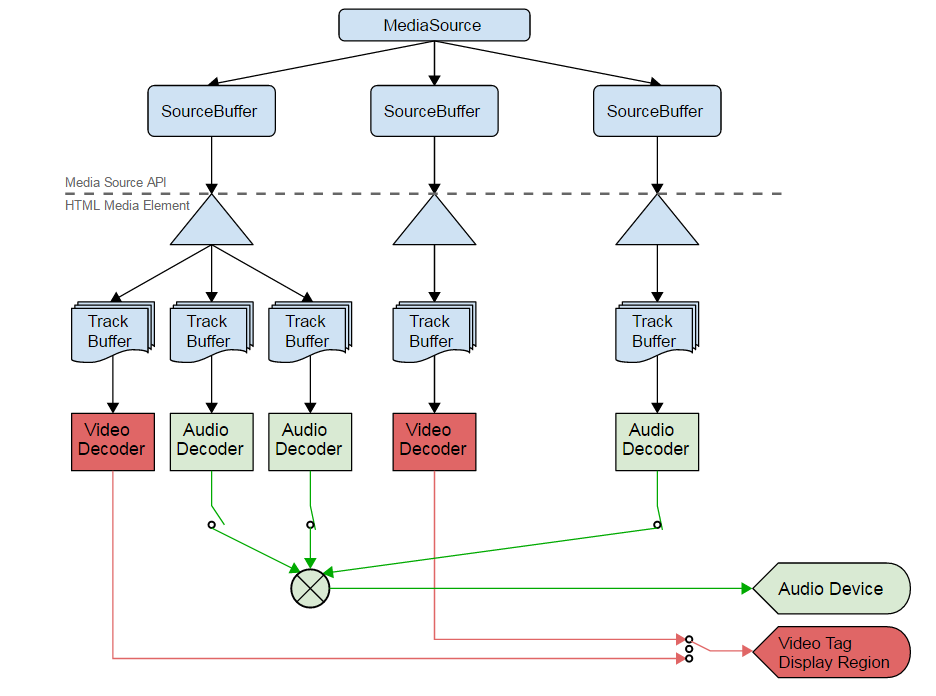 MediaSource
SourceBuffer
SourceBuffer
SourceBuffer
Media Source API
HTML Media Element
Track
Buffer
Track
Buffer
Track
Buffer
Track
Buffer
Track
Buffer
Video
Decoder
Audio
Decoder
Audio
Decoder
Video
Decoder
Audio
Decoder
Audio Device
Video Tag
Display Region